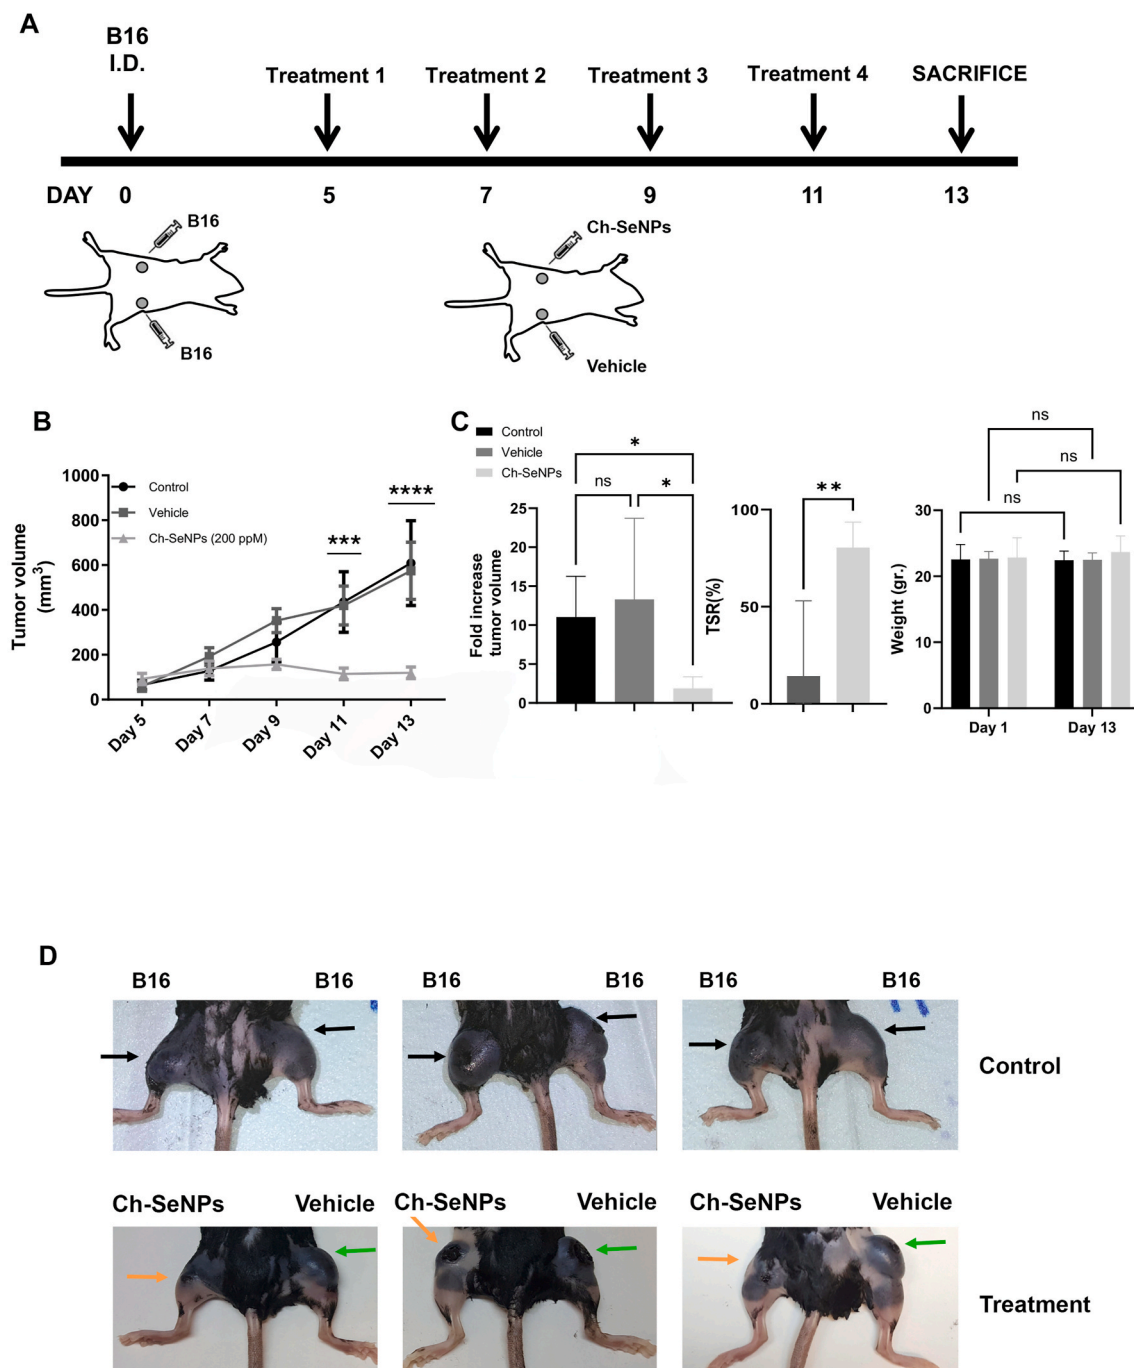 A
B16
I.D.
Treatment 1
Treatment 2
Treatment 3
Treatment 4
SACRIFICE
DAY
0
5
7
9
11
13
B16
B16
Ch-SeNPs
Vehicle
B
Control
Vehicle
Ch-SeNPs (200 ppM)
Tumor volume
(mm³)
1000
800
600
400
200
0
***
****
Day 5
Day 7
Day 9
Day 11
Day 13
C
Control
Vehicle
Ch-SeNPs
Fold increase
tumor volume
25
20
15
10
5
0
*
ns
*
TSR(%)
100
50
0
**
Weight (gr.)
30
20
10
0
ns
ns
ns
Day 1
Day 13
D
B16
B16
B16
B16
B16
B16
Control
Ch-SeNPs
Vehicle
Ch-SeNPs
Vehicle
Ch-SeNPs
Vehicle
Treatment